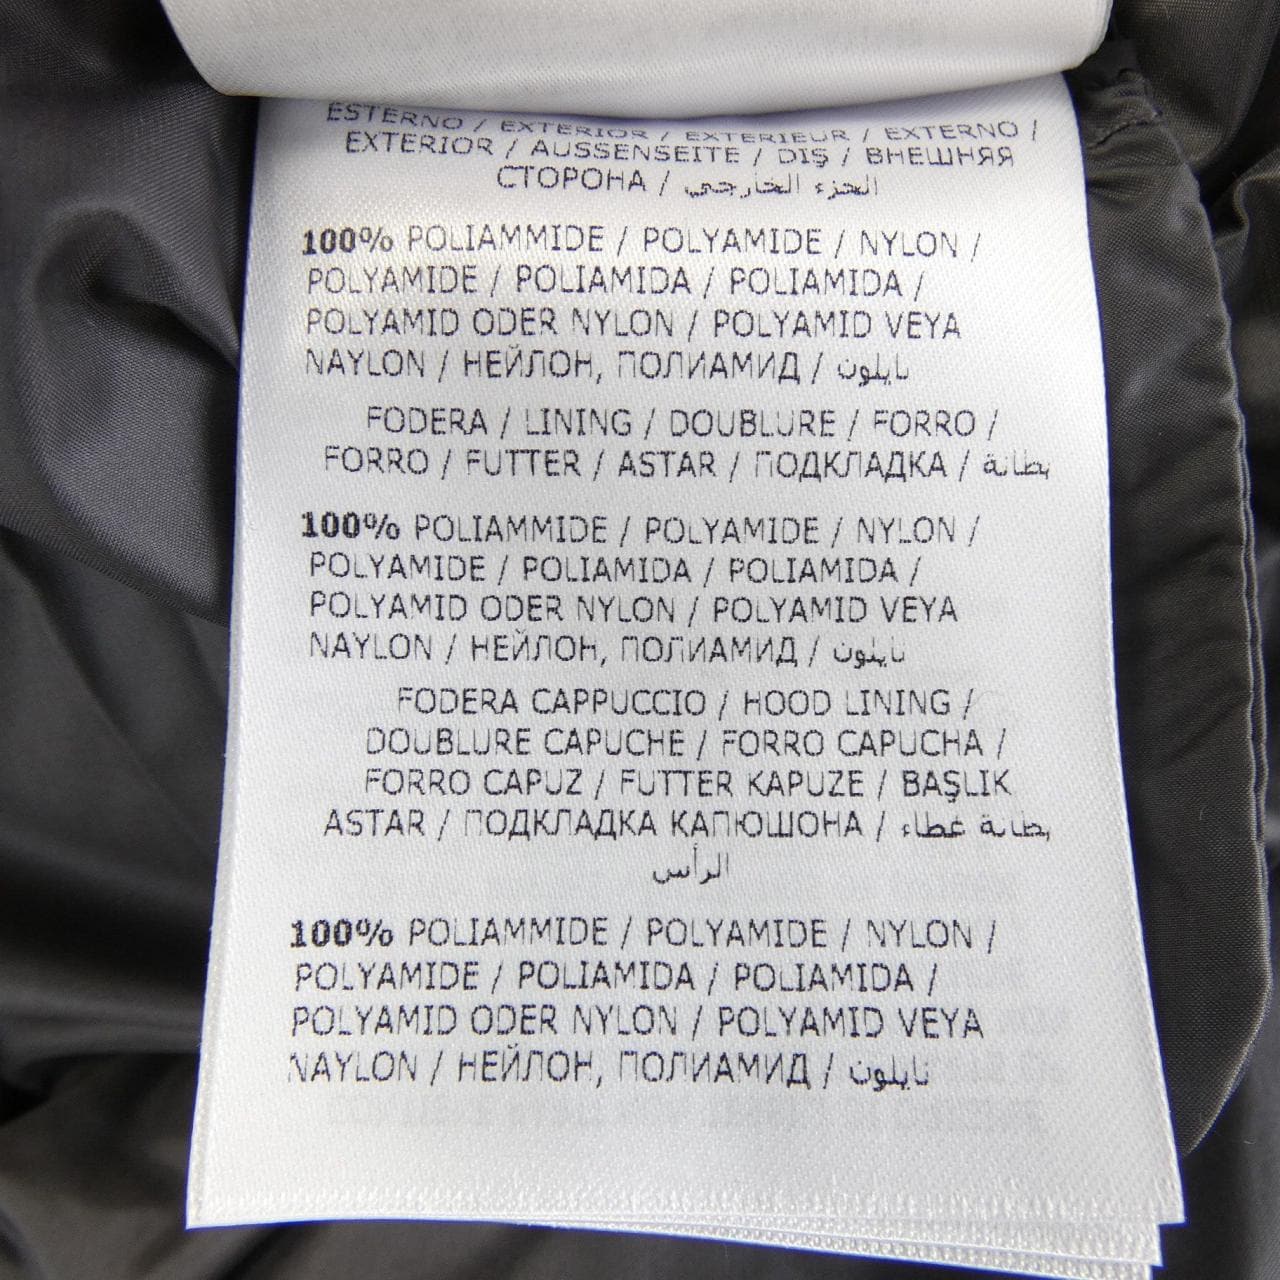 ESTERNO / EXTERIOR / EXTERIEUR / EXTERNO /
EXTERIOR / AUSSENSEITE / DIŞ / ВНЕШНЯЯ
СТОРОНА / الجزء الخارجي
100% POLIAMMIDE / POLYAMIDE / NYLON /
POLYAMIDE / POLIAMIDA / POLIAMIDA /
POLYAMID ODER NYLON / POLYAMID VEYA
NAYLON / НЕЙЛОН, ПОЛИАМИД / نايلون
FODERA / LINING / DOUBLURE / FORRO /
FORRO / FUTTER / ASTAR / ПОДКЛАДКА / بطانة
100% POLIAMMIDE / POLYAMIDE / NYLON /
POLYAMIDE / POLIAMIDA / POLIAMIDA /
POLYAMID ODER NYLON / POLYAMID VEYA
NAYLON / НЕЙЛОН, ПОЛИАМИД / نايلون
FODERA CAPPUCCIO / HOOD LINING /
DOUBLURE CAPUCHE / FORRO CAPUCHA /
FORRO CAPUZ / FUTTER KAPUZE / BAŞLIK
ASTAR / ПОДКЛАДКА КАПЮШОНА / بطانة غطاء
الرأس
100% POLIAMMIDE / POLYAMIDE / NYLON /
POLYAMIDE / POLIAMIDA / POLIAMIDA /
POLYAMID ODER NYLON / POLYAMID VEYA
NAYLON / НЕЙЛОН, ПОЛИАМИД / نايلون